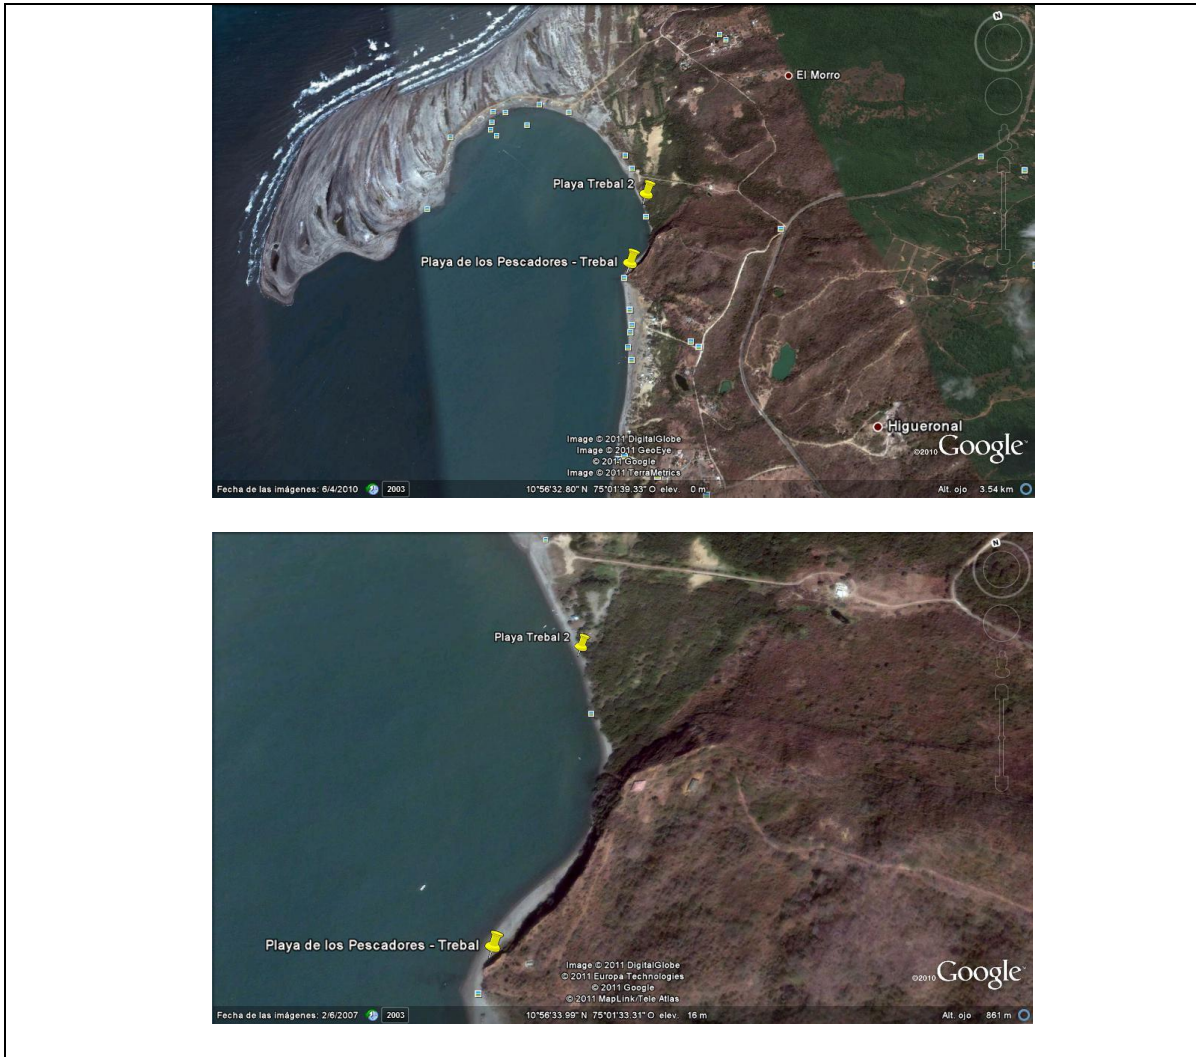 N
El Morro
Playa Trebal 2
Playa de los Pescadores - Trebal
Higueronal
Image © 2011 DigitalGlobe
Image © 2011 GeoEye
© 2011 Google
Image © 2011 TerraMetrics
©2010 Google™
Fecha de las imágenes: 6/4/2010 2003 10°56'32.80" N 75°01'39.33" O elev. 0 m Alt. ojo 3.54 km
N
Playa Trebal 2
Playa de los Pescadores - Trebal
Image © 2011 DigitalGlobe
© 2011 Europa Technologies
© 2011 Google
© 2011 MapLink/Tele Atlas
©2010 Google™
Fecha de las imágenes: 2/6/2007 2003 10°56'33.99" N 75°01'33.31" O elev. 16 m Alt. ojo 861 m